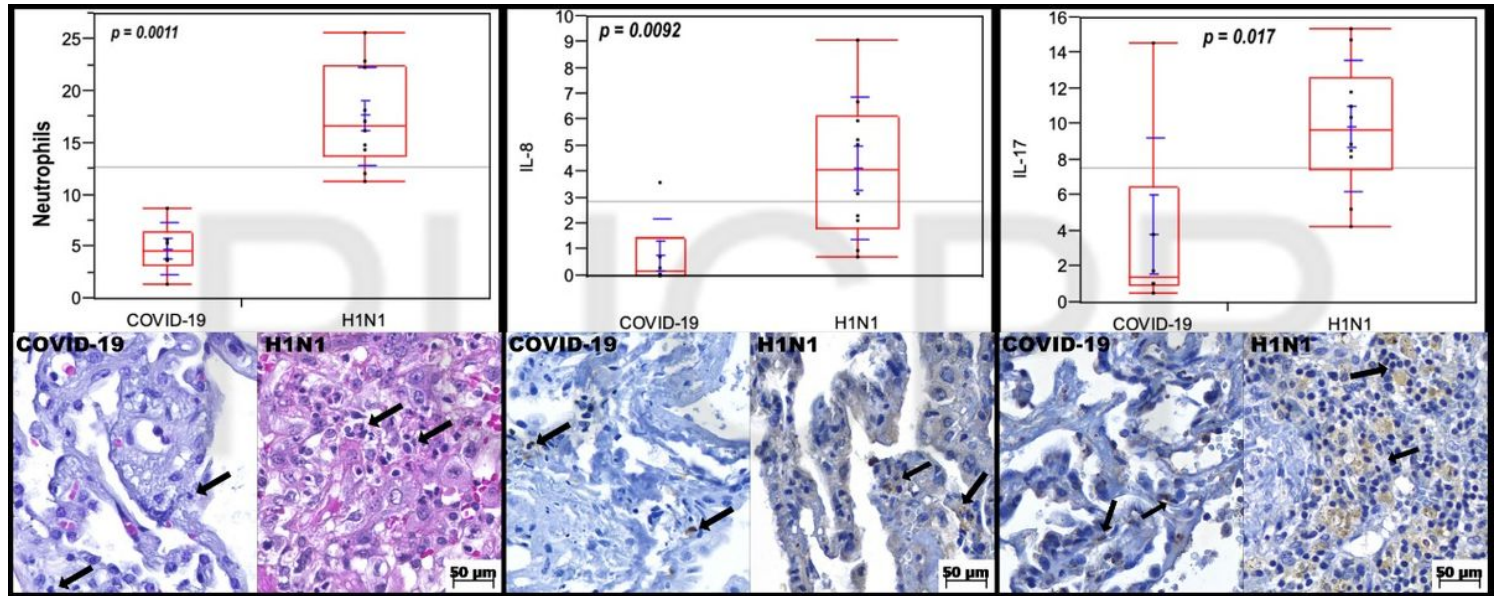 p = 0.0011
Neutrophils
25
20
15
10
5
0
COVID-19 H1N1
p = 0.0092
IL-8
10
9
8
7
6
5
4
3
2
1
0
COVID-19 H1N1
p = 0.017
IL-17
16
14
12
10
8
6
4
2
0
COVID-19 H1N1
COVID-19
H1N1
50 µm
COVID-19
H1N1
50 µm
COVID-19
H1N1
50 µm